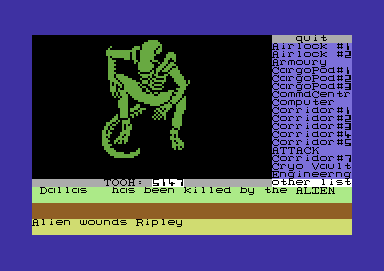 quit
Airlock #1
Airlock #2
Armoury
CargoPod#1
CargoPod#2
CargoPod#3
CommdCentr
Computer
Corridor#1
Corridor#2
Corridor#3
Corridor#4
Corridor#5
ATTACK
Corridor#7
Cryo Vault
Engineerng
other list
TOOH: 5147
Dallas has been killed by the ALIEN
Alien wounds Ripley